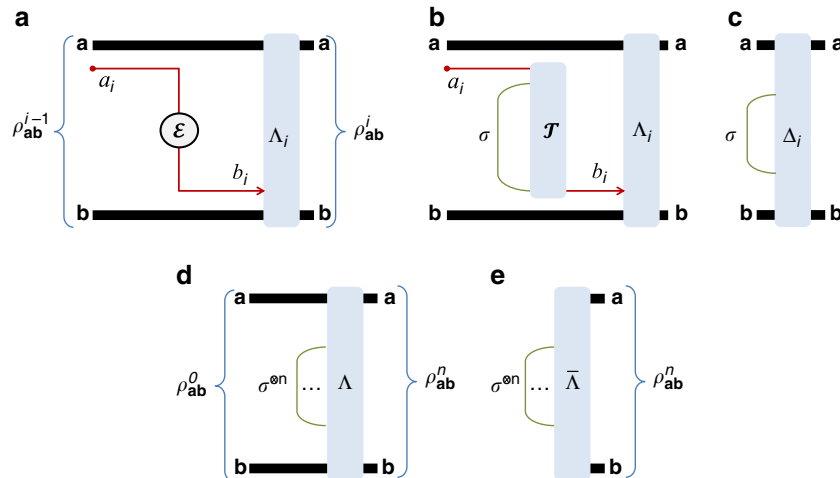 a
a a
a_i
ε
Λ_i
ρ_ab^{i−1}
ρ_ab^i
b_i
b b
b
a
a_i
σ
𝒯
Λ_i
b_i
b b
c
a a
σ
Δ_i
b b
d
a a
ρ_ab^0
σ^{⊗n} ... Λ
ρ_ab^n
b b
e
a
σ^{⊗n} ... Λ̄
ρ_ab^n
b